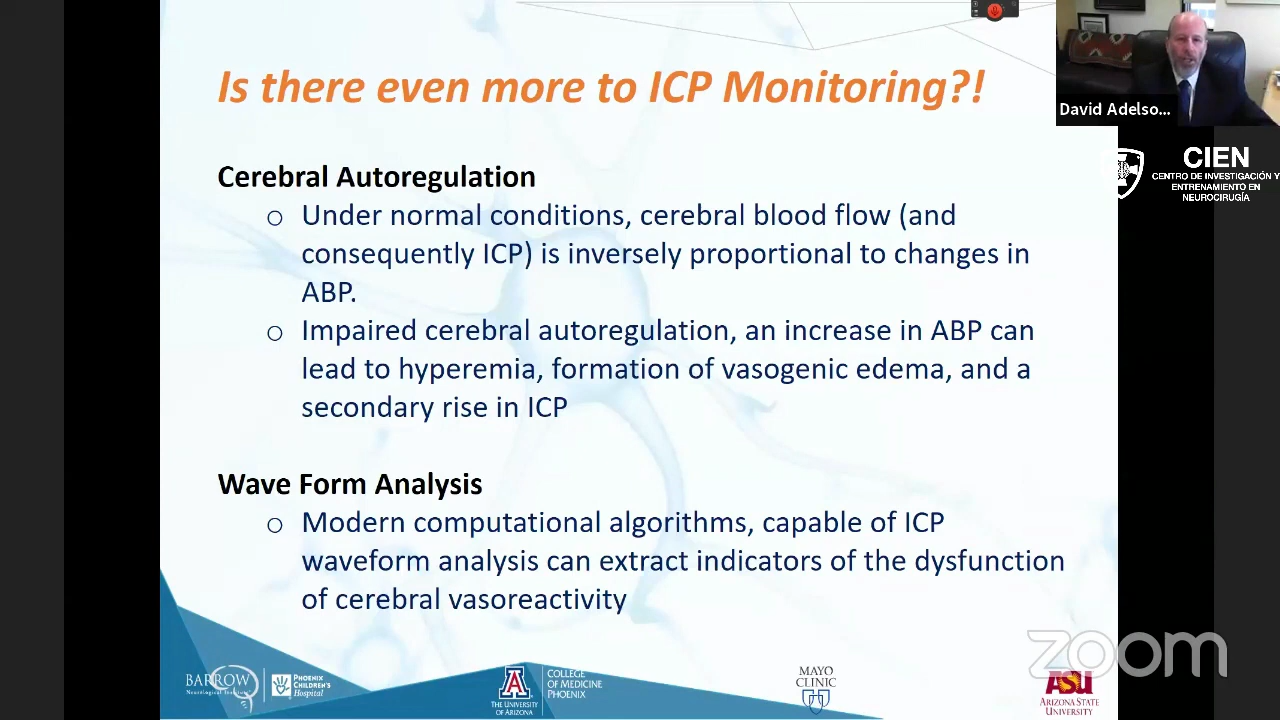 Is there even more to ICP Monitoring?!
David Adelso...
CIEN
CENTRO DE INVESTIGACIÓN Y
ENTRENAMIENTO EN
NEUROCIRUGÍA
Cerebral Autoregulation
o Under normal conditions, cerebral blood flow (and
consequently ICP) is inversely proportional to changes in
ABP.
o Impaired cerebral autoregulation, an increase in ABP can
lead to hyperemia, formation of vasogenic edema, and a
secondary rise in ICP
Wave Form Analysis
o Modern computational algorithms, capable of ICP
waveform analysis can extract indicators of the dysfunction
of cerebral vasoreactivity
zoom
BARROW
Neurological Institute
PHOENIX
CHILDREN'S
Hospital
THE UNIVERSITY
OF ARIZONA
COLLEGE
OF MEDICINE
PHOENIX
MAYO
CLINIC
ASU
ARIZONA STATE
UNIVERSITY